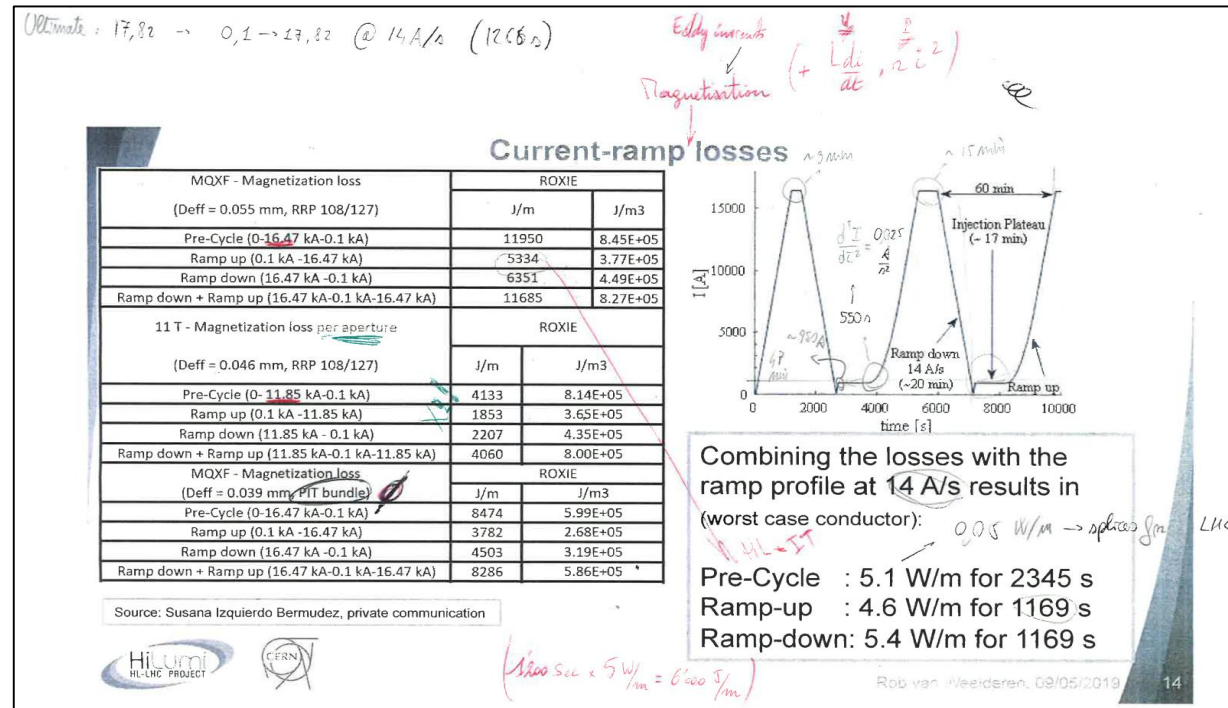 Ultimate : 17,82 → 0,1 → 17,82 @ 14 A/s
Eddy currents
Magnetisation
(+ L di/dt , r i²)
Current-ramp losses
MQXF - Magnetization loss
(Deff = 0.055 mm, RRP 108/127)
ROXIE
J/m J/m3
Pre-Cycle (0-16.47 kA-0.1 kA) 11950 8.45E+05
Ramp up (0.1 kA -16.47 kA) 5334 3.77E+05
Ramp down (16.47 kA -0.1 kA) 6351 4.49E+05
Ramp down + Ramp up (16.47 kA-0.1 kA-16.47 kA) 11685 8.27E+05
11 T - Magnetization loss per aperture
(Deff = 0.046 mm, RRP 108/127)
ROXIE
J/m J/m3
Pre-Cycle (0- 11.85 kA-0.1 kA) 4133 8.14E+05
Ramp up (0.1 kA -11.85 kA) 1853 3.65E+05
Ramp down (11.85 kA - 0.1 kA) 2207 4.35E+05
Ramp down + Ramp up (11.85 kA-0.1 kA-11.85 kA) 4060 8.00E+05
MQXF - Magnetization loss
(Deff = 0.039 mm, PIT bundle)
ROXIE
J/m J/m3
Pre-Cycle (0-16.47 kA-0.1 kA) 8474 5.99E+05
Ramp up (0.1 kA -16.47 kA) 3782 2.68E+05
Ramp down (16.47 kA -0.1 kA) 4503 3.19E+05
Ramp down + Ramp up (16.47 kA-0.1 kA-16.47 kA) 8286 5.86E+05
Source: Susana Izquierdo Bermudez, private communication
HiLumi
HL-LHC PROJECT
CERN
~ 15 min
60 min
Injection Plateau
(~ 17 min)
550 s
Ramp down
14 A/s
(~20 min)
Ramp up
I [A]
15000
10000
5000
0
0 2000 4000 6000 8000 10000
time [s]
Combining the losses with the
ramp profile at 14 A/s results in
(worst case conductor):
0,05 W/m → splices LHC
HL-IT
Pre-Cycle : 5.1 W/m for 2345 s
Ramp-up : 4.6 W/m for 1169 s
Ramp-down: 5.4 W/m for 1169 s
(1'200 sec x 5 W/m = 6'000 J/m)
Rob van Weelderen, 09/05/2019
14